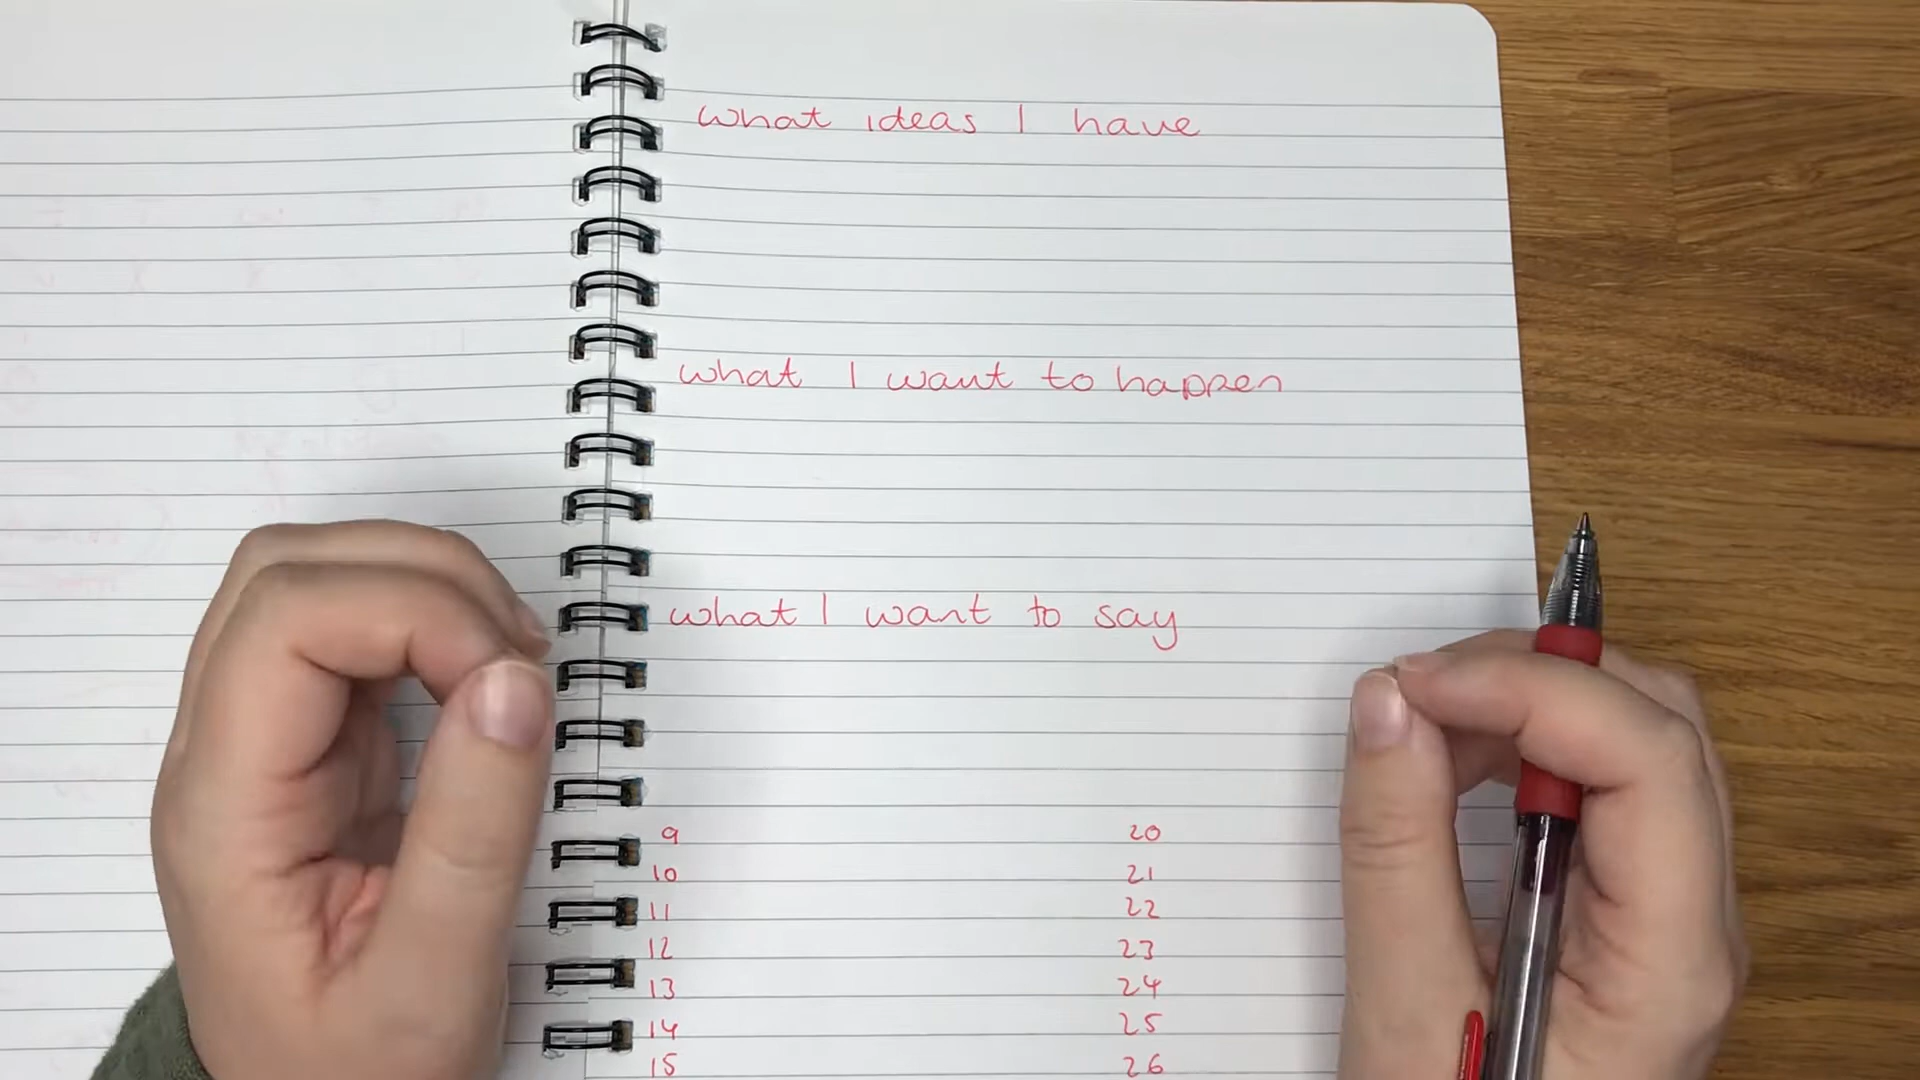 what ideas I have
what I want to happen
what I want to say
9 20
10 21
11 22
12 23
13 24
14 25
15 26